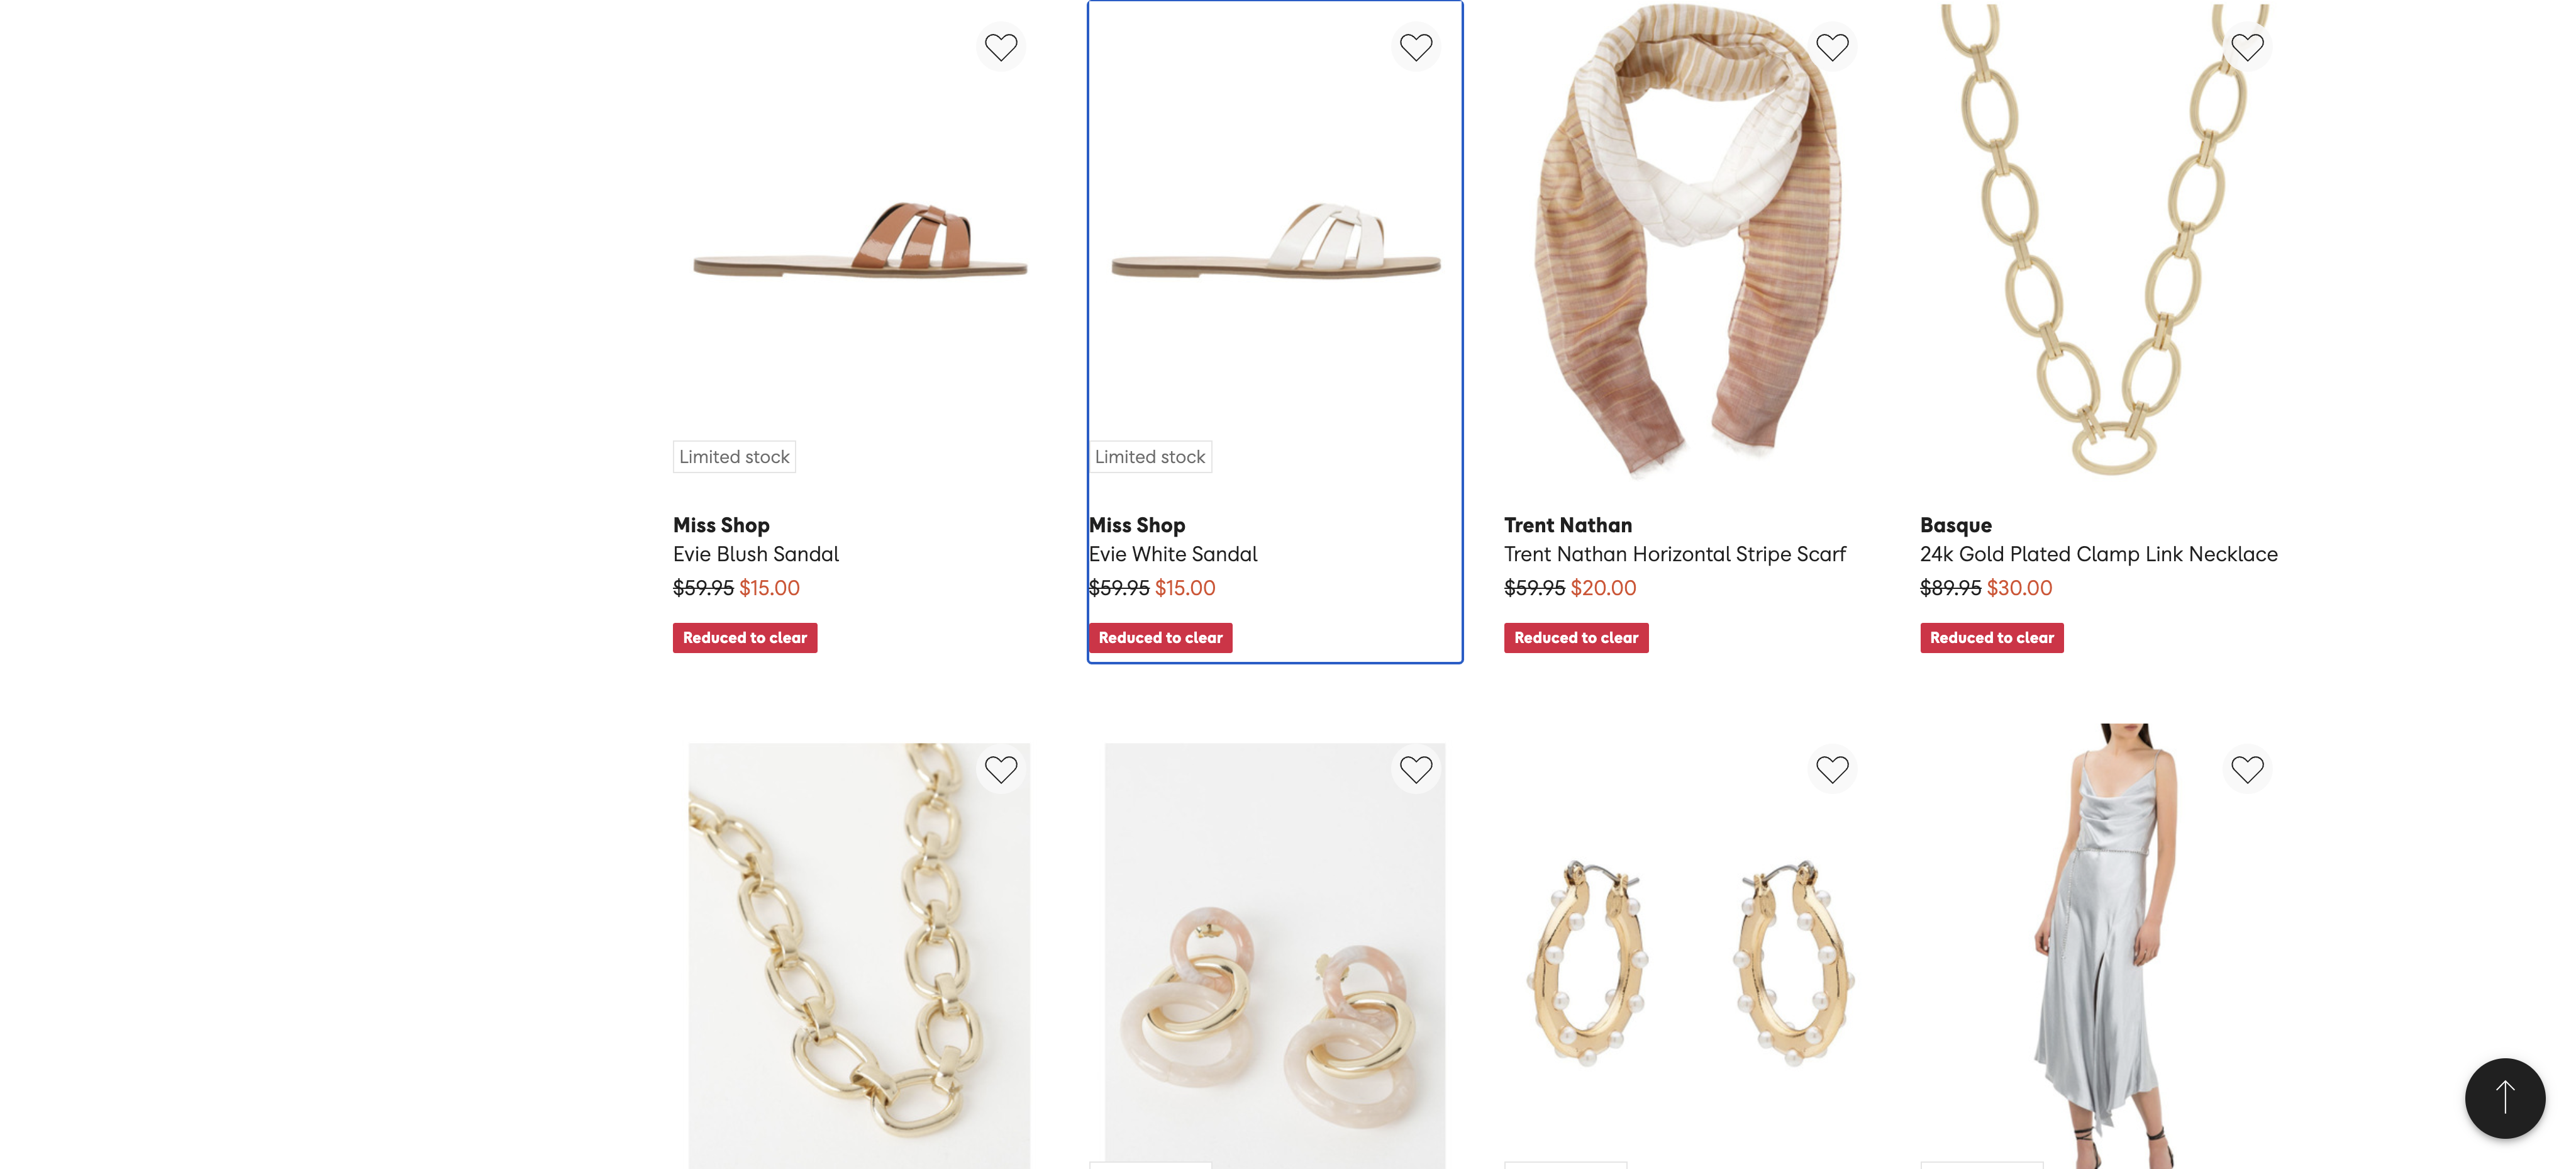 Limited stock
Miss Shop
Evie Blush Sandal
$59.95 $15.00
Reduced to clear
Limited stock
Miss Shop
Evie White Sandal
$59.95 $15.00
Reduced to clear
Trent Nathan
Trent Nathan Horizontal Stripe Scarf
$59.95 $20.00
Reduced to clear
Basque
24k Gold Plated Clamp Link Necklace
$89.95 $30.00
Reduced to clear